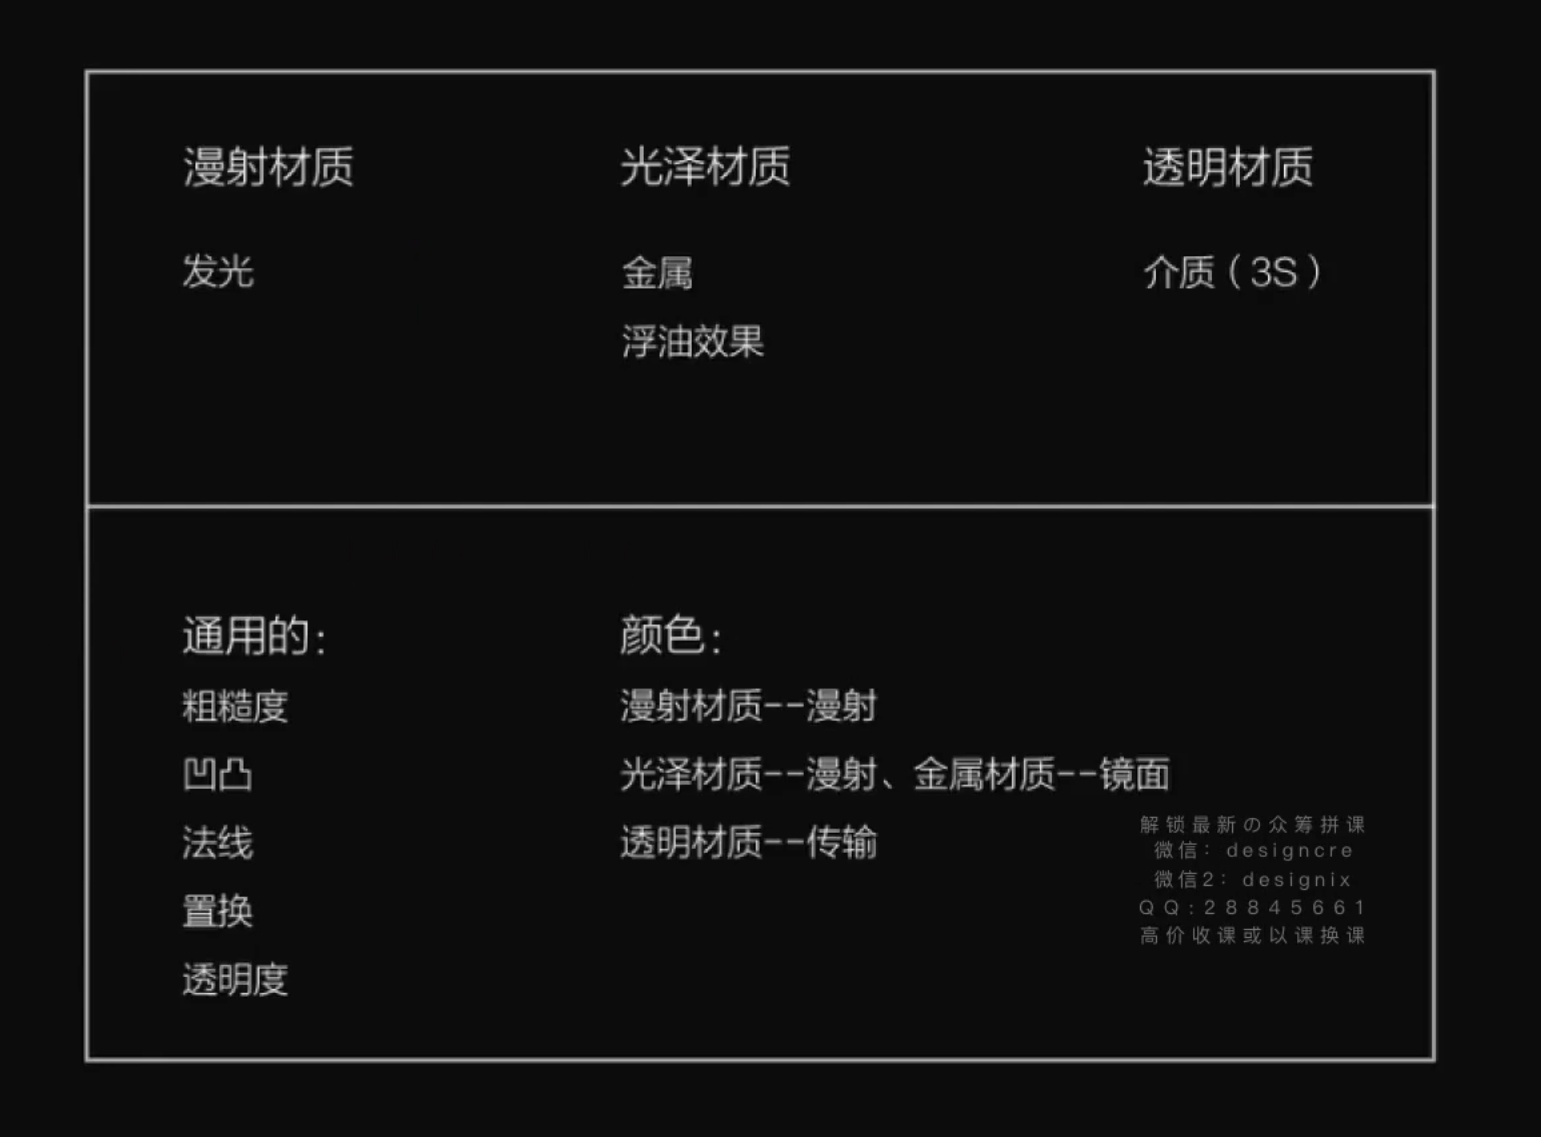 漫射材质
光泽材质
透明材质
发光
金属
介质（3S）
浮油效果
通用的：
颜色：
粗糙度
漫射材质--漫射
凹凸
光泽材质--漫射、金属材质--镜面
法线
透明材质--传输
置换
透明度
解锁最新の众筹拼课
微信：designcre
微信2：designix
QQ:28845661
高价收课或以课换课